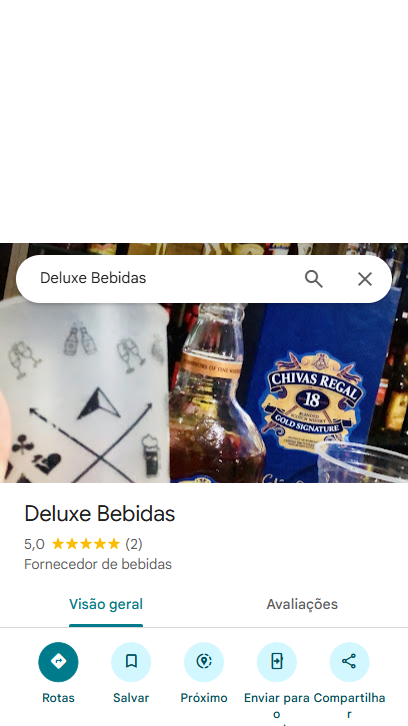 Deluxe Bebidas
CHIVAS REGAL
18
GOLD SIGNATURE
Deluxe Bebidas
5,0 ★★★★★ (2)
Fornecedor de bebidas
Visão geral
Avaliações
Rotas
Salvar
Próximo
Enviar para
o
Compartilha
r